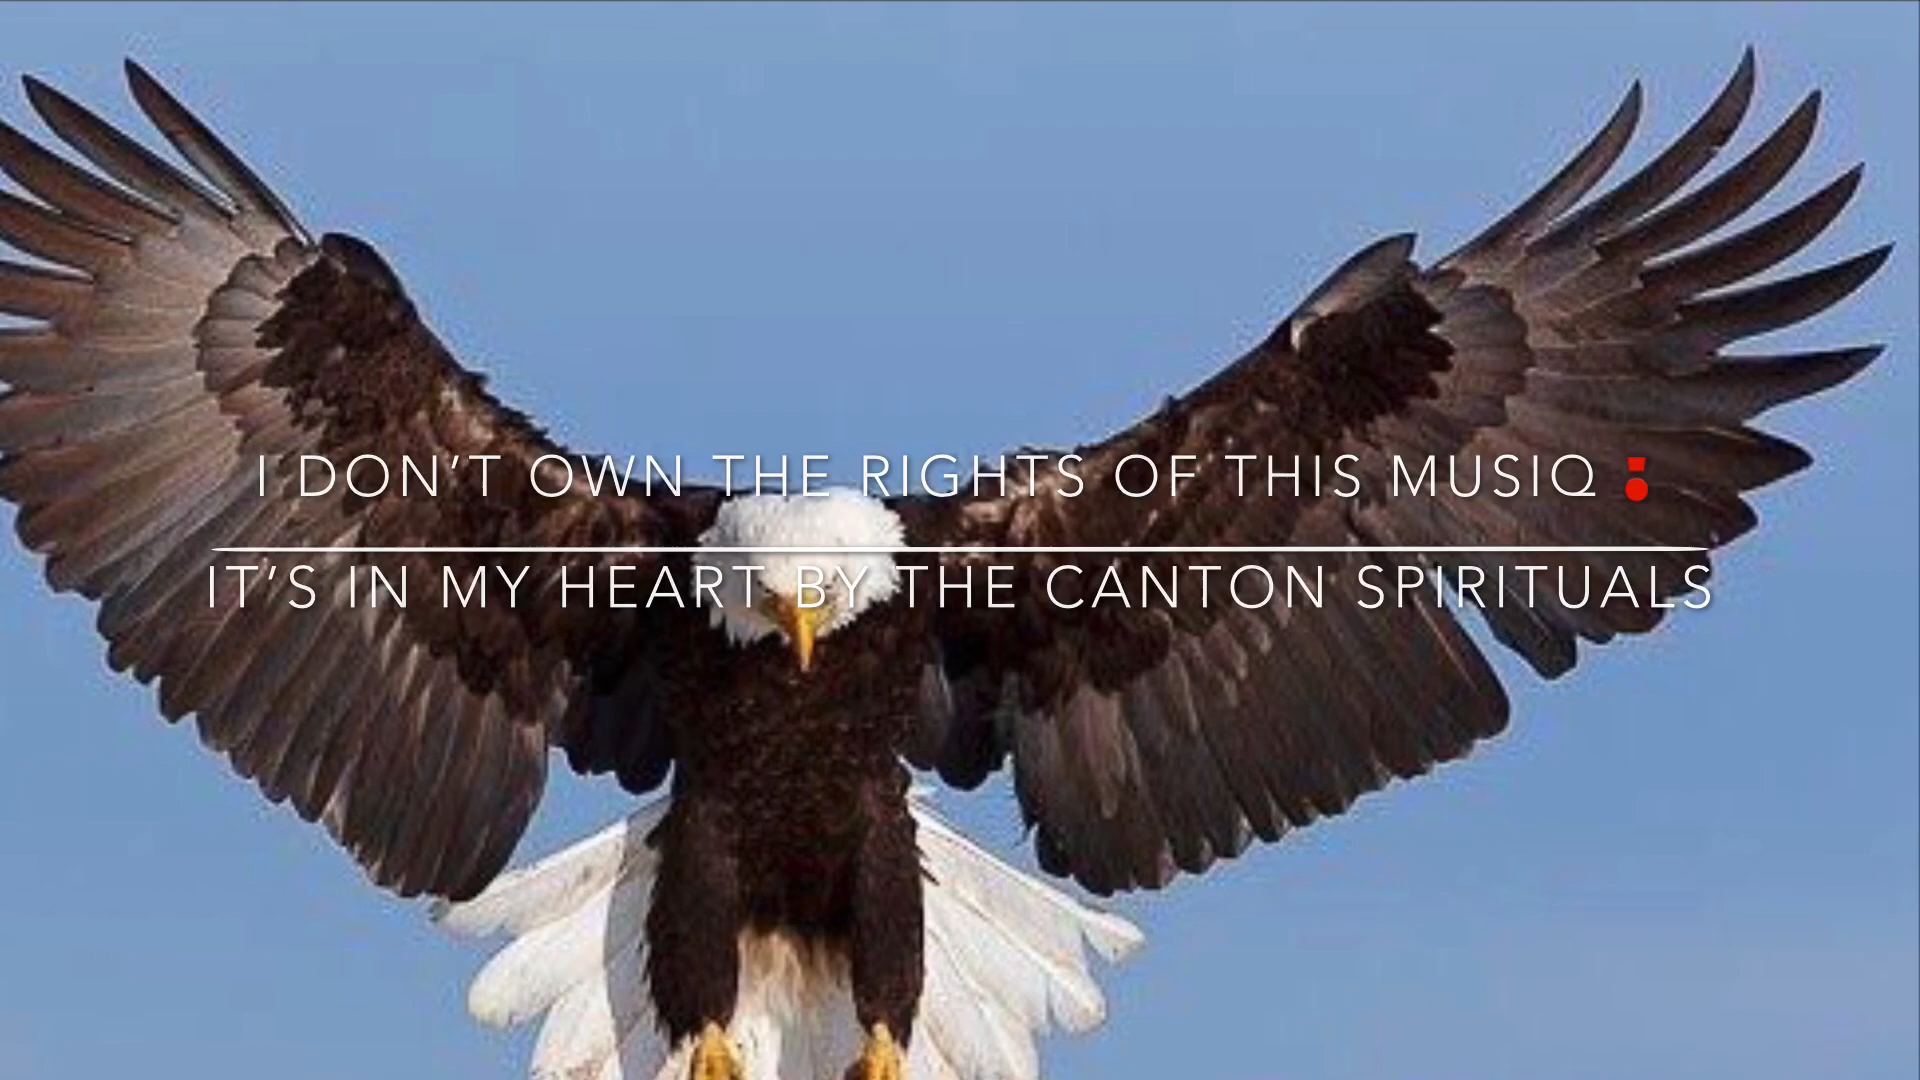 I DON’T OWN THE RIGHTS OF THIS MUSIQ ❗
IT’S IN MY HEART BY THE CANTON SPIRITUALS